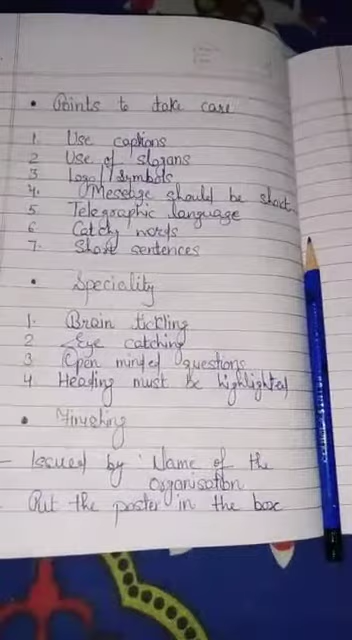 • Points to take care
1. Use captions
2 Use of slogans
3 Logo/Symbols
4. Message should be short
5 Telegraphic language
6 Catchy words
7. Short sentences
• Speciality
1. Brain tickling
2 Eye catching
3 Open minded questions
4 Heading must be highlighted
• Finishing
- Issued by Name of the
organisation
- Put the poster in the box